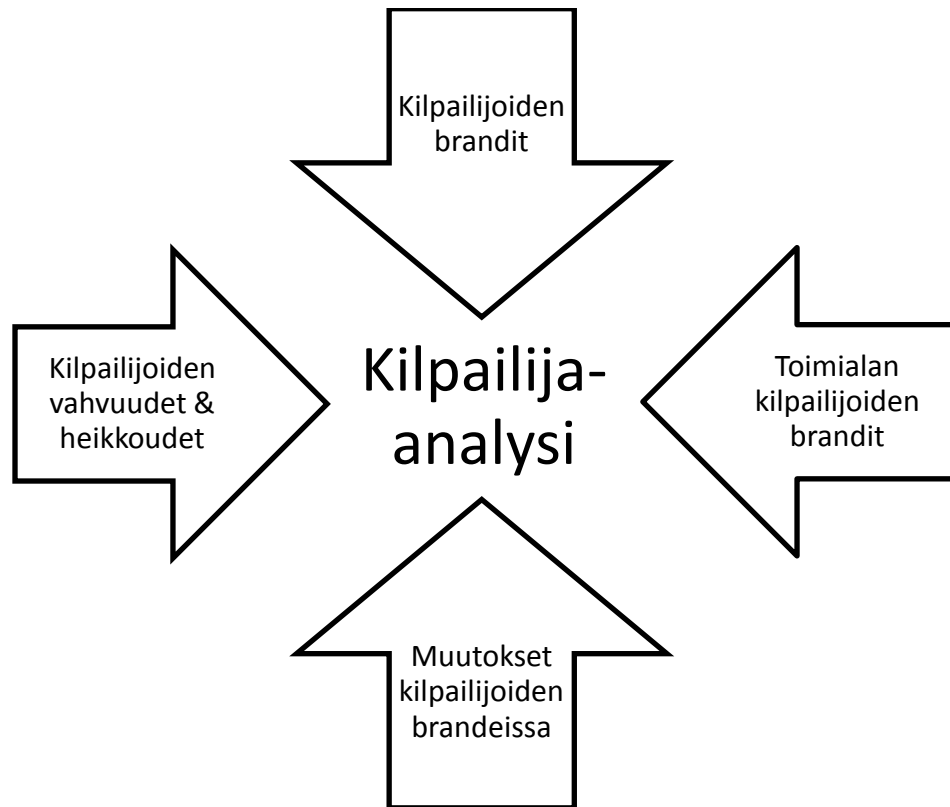 Kilpailijoiden
brandit
Kilpailijoiden
vahvuudet &
heikkoudet
Kilpailija-
analysi
Toimialan
kilpailijoiden
brandit
Muutokset
kilpailijoiden
brandeissa